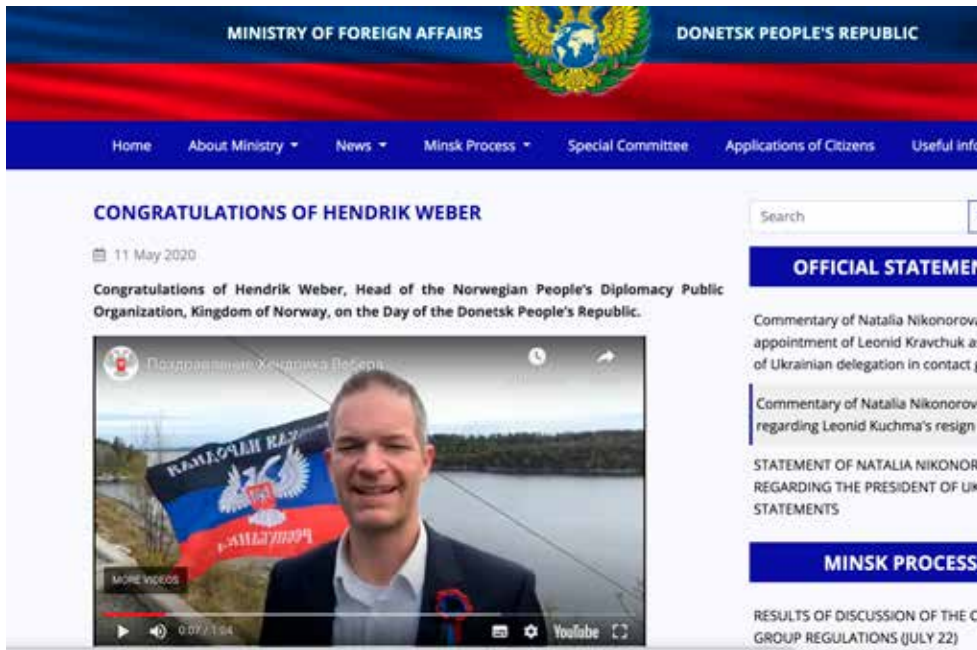 MINISTRY OF FOREIGN AFFAIRS
DONETSK PEOPLE'S REPUBLIC
Home About Ministry News Minsk Process Special Committee Applications of Citizens Useful info
CONGRATULATIONS OF HENDRIK WEBER
11 May 2020
Congratulations of Hendrik Weber, Head of the Norwegian People's Diplomacy Public
Organization, Kingdom of Norway, on the Day of the Donetsk People's Republic.
Поздравление Хендрика Вебера
MORE VIDEOS
0:07 / 1:04
YouTube
Search
OFFICIAL STATEMEN
Commentary of Natalia Nikonorova
appointment of Leonid Kravchuk a
of Ukrainian delegation in contact
Commentary of Natalia Nikonorov
regarding Leonid Kuchma's resign
STATEMENT OF NATALIA NIKONOR
REGARDING THE PRESIDENT OF UK
STATEMENTS
MINSK PROCESS
RESULTS OF DISCUSSION OF THE C
GROUP REGULATIONS (JULY 22)